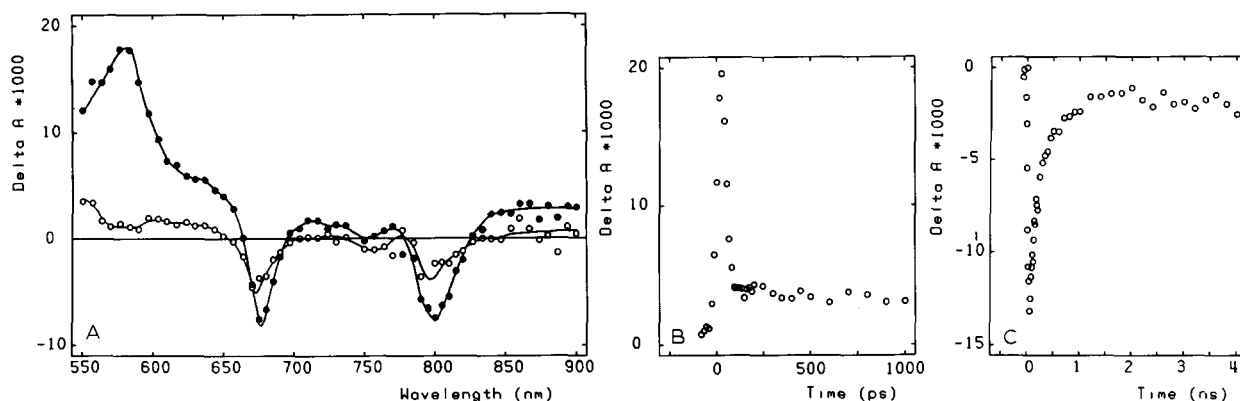 20
10
0
-10
Delta A *1000
550 600 650 700 750 800 850 900
Wavelength (nm)
A
Delta A *1000
20
10
0
B
0 500 1000
Time (ps)
Delta A *1000
0
-5
-10
-15
C
0 1 2 3 4
Time (ns)